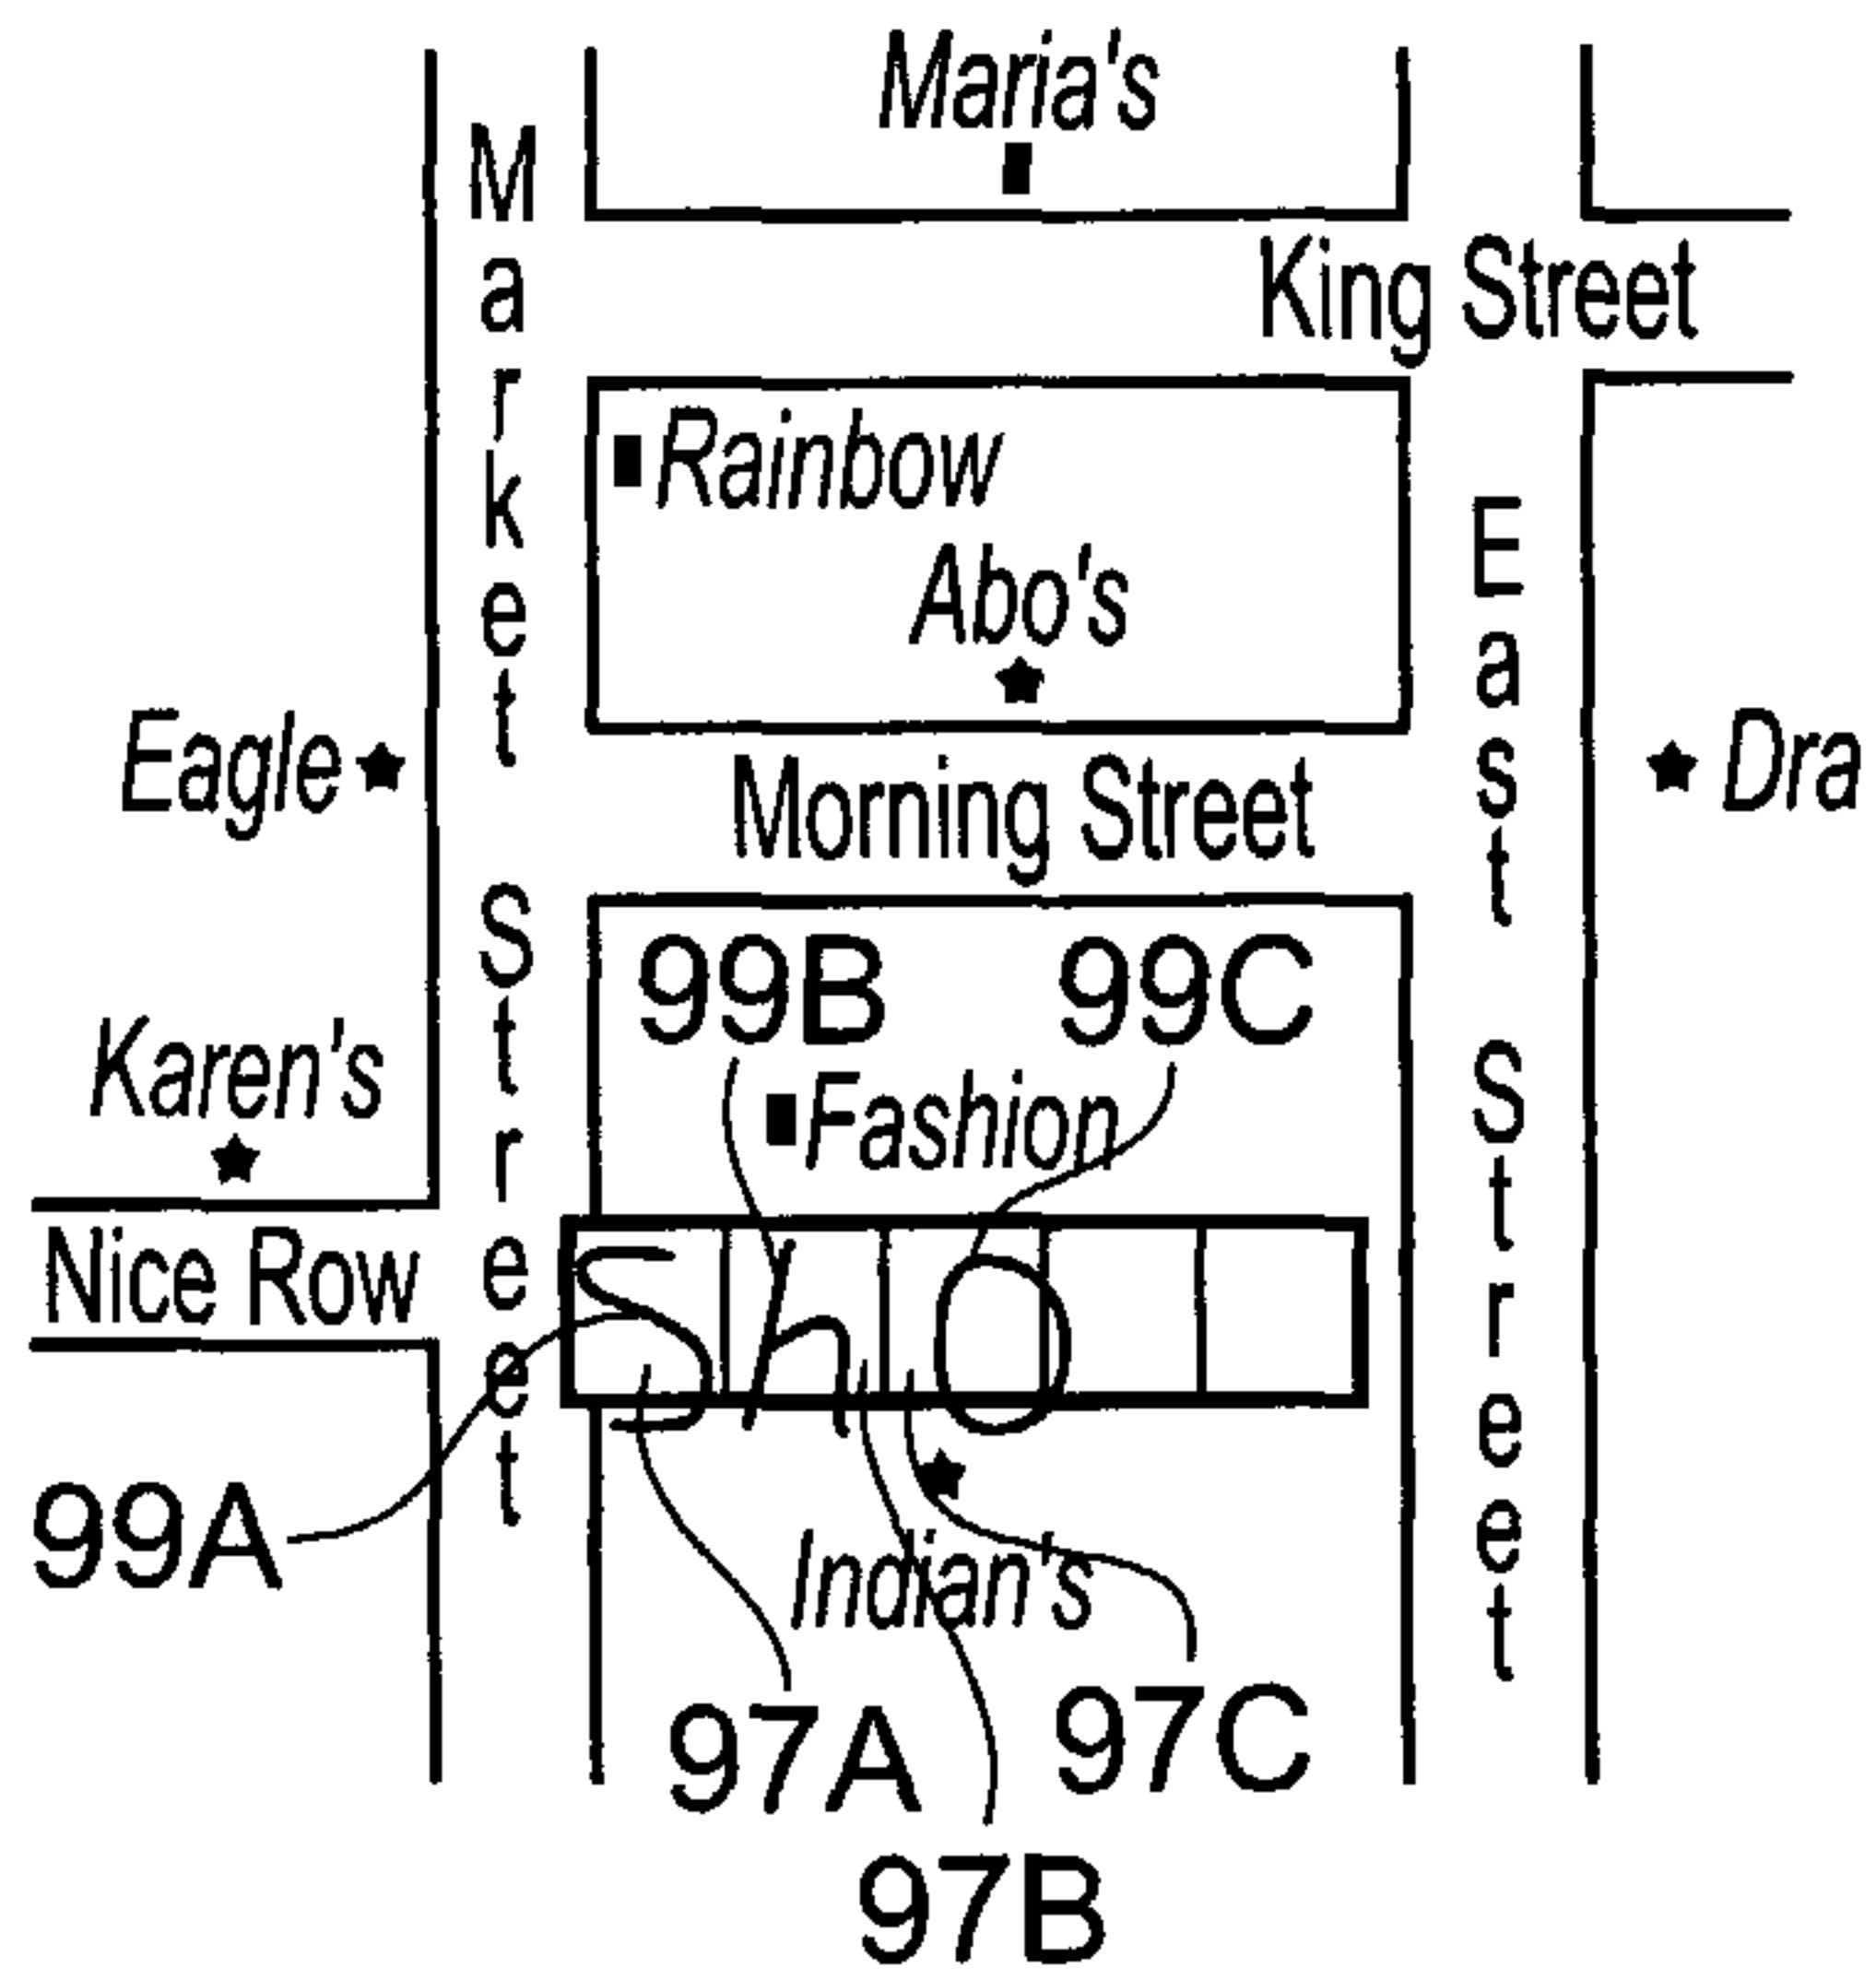 Maria's
Market Street
King Street
Rainbow
Abo's
East Street
Eagle
Dra
Morning Street
99B
99C
Karen's
Fashion
Nice Row
Sho
99A
Indian's
97A
97C
97B